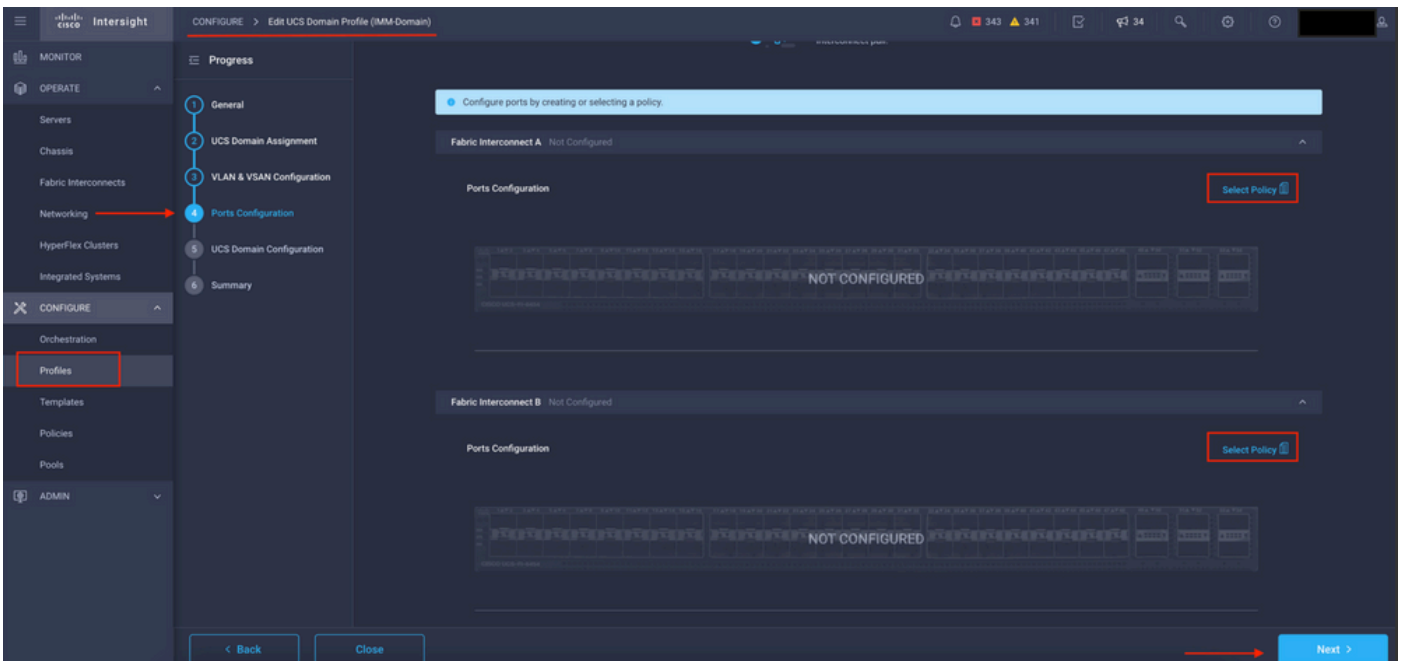 cisco Intersight
CONFIGURE > Edit UCS Domain Profile (IMM-Domain)
343 341 34
MONITOR
OPERATE
Servers
Chassis
Fabric Interconnects
Networking
HyperFlex Clusters
Integrated Systems
CONFIGURE
Orchestration
Profiles
Templates
Policies
Pools
ADMIN
Progress
1 General
2 UCS Domain Assignment
3 VLAN & VSAN Configuration
4 Ports Configuration
5 UCS Domain Configuration
6 Summary
Interconnect pair.
Configure ports by creating or selecting a policy.
Fabric Interconnect A Not Configured
Ports Configuration
Select Policy
NOT CONFIGURED
Fabric Interconnect B Not Configured
Ports Configuration
Select Policy
NOT CONFIGURED
< Back
Close
Next >